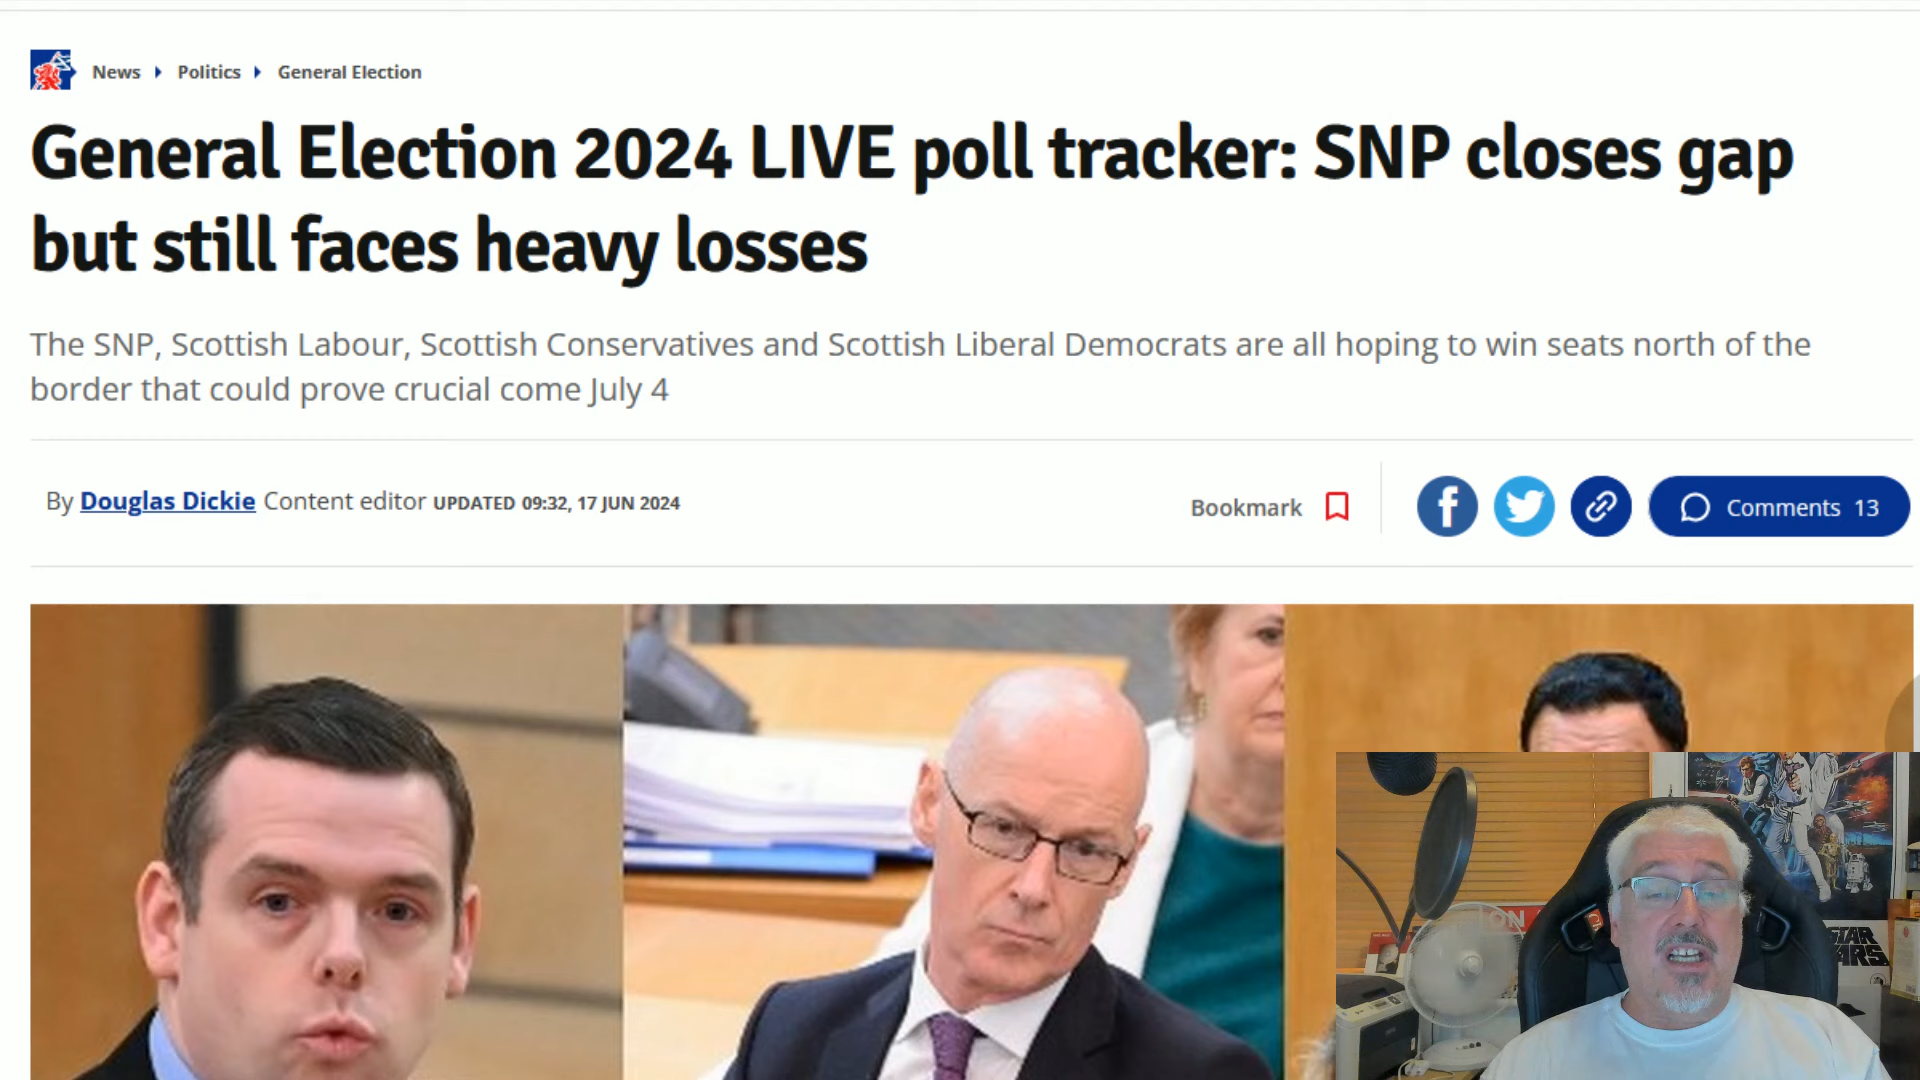 News Politics General Election
General Election 2024 LIVE poll tracker: SNP closes gap
but still faces heavy losses
The SNP, Scottish Labour, Scottish Conservatives and Scottish Liberal Democrats are all hoping to win seats north of the
border that could prove crucial come July 4
By Douglas Dickie Content editor UPDATED 09:32, 17 JUN 2024
Bookmark
Comments 13
ON
STAR
WARS